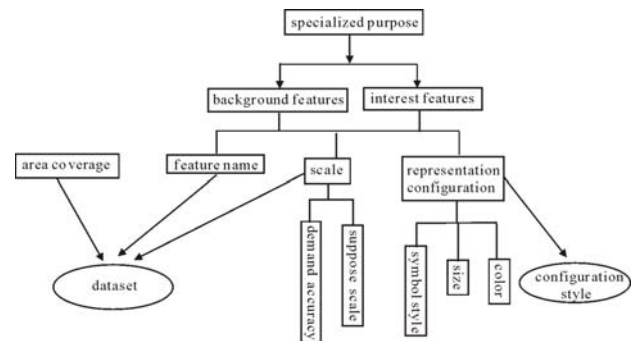 specialized purpose
background features
interest features
area coverage
feature name
scale
representation
configuration
demand accuracy
suppose scale
symbol style
size
color
dataset
configuration
style